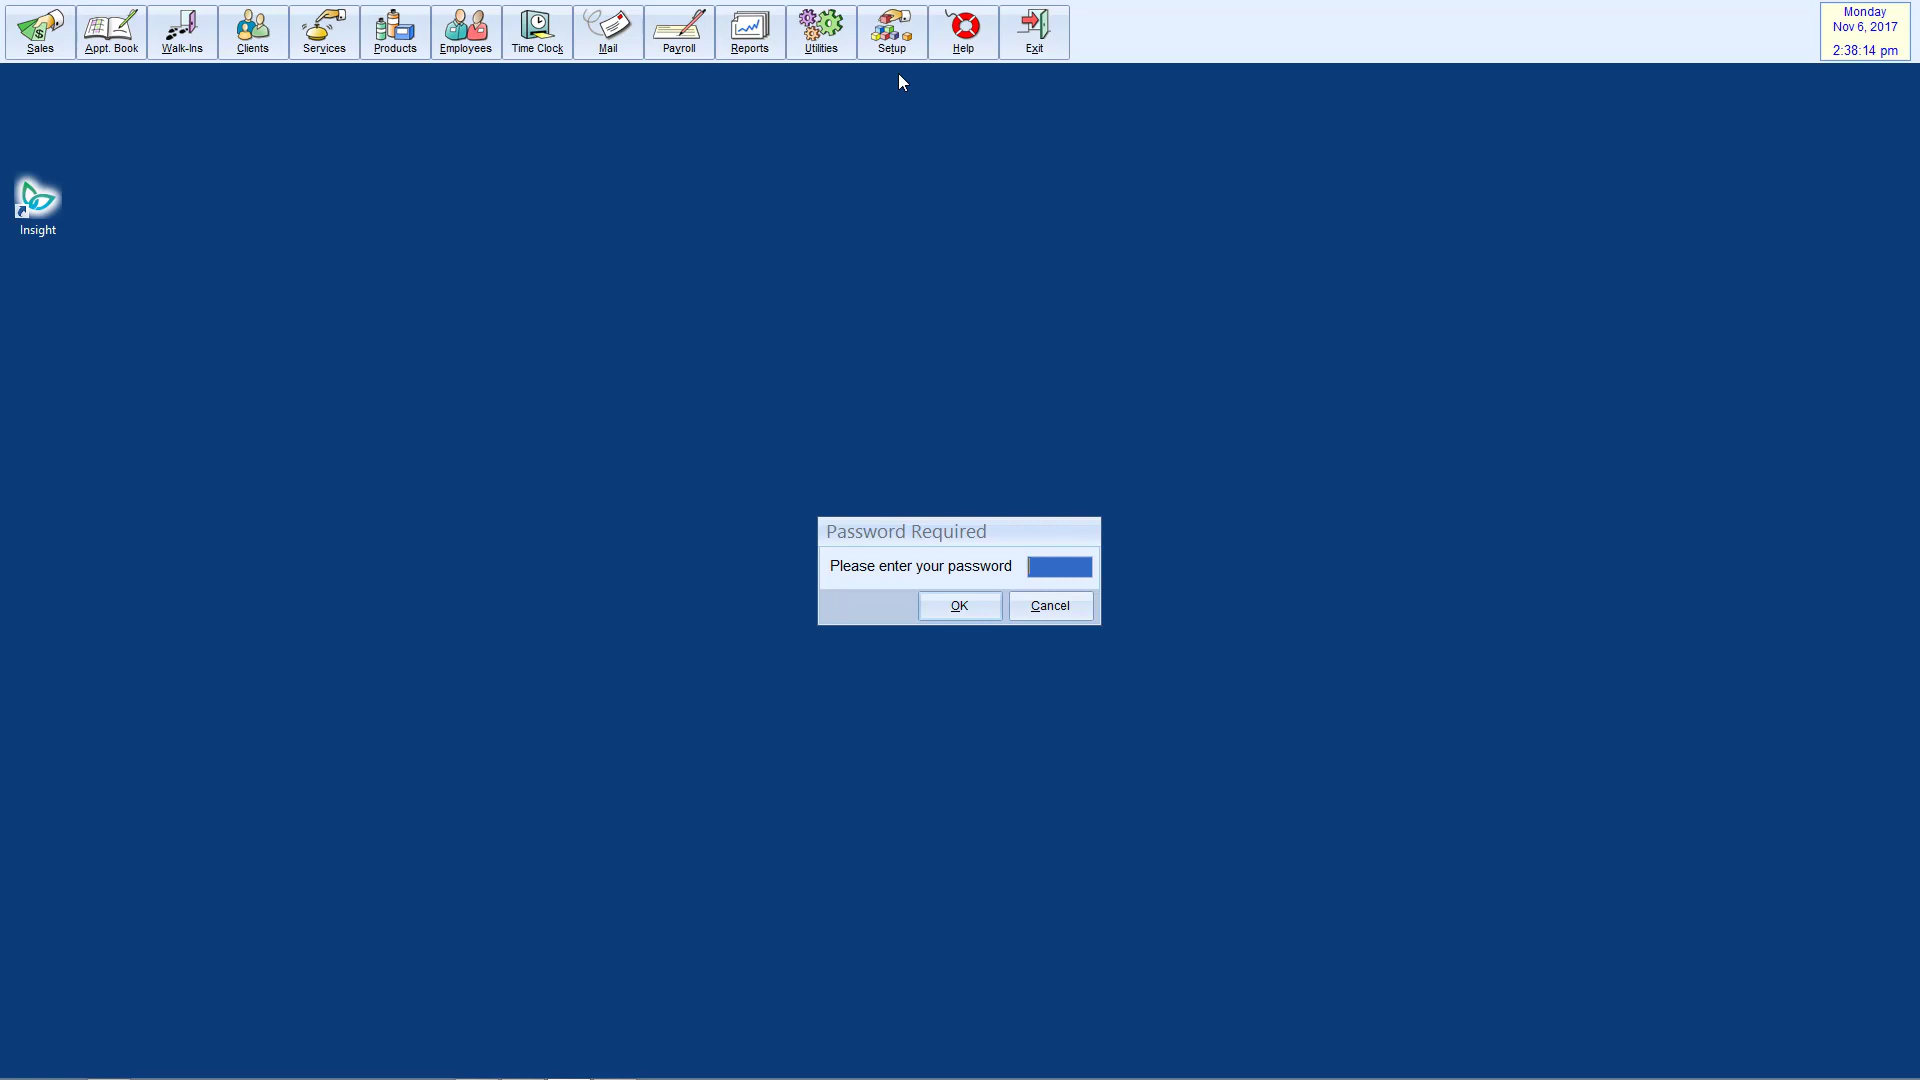 Sales
Appt. Book
Walk-Ins
Clients
Services
Products
Employees
Time Clock
Mail
Payroll
Reports
Utilities
Setup
Help
Exit
Monday
Nov 6, 2017
2:38:14 pm
Insight
Password Required
Please enter your password
OK
Cancel